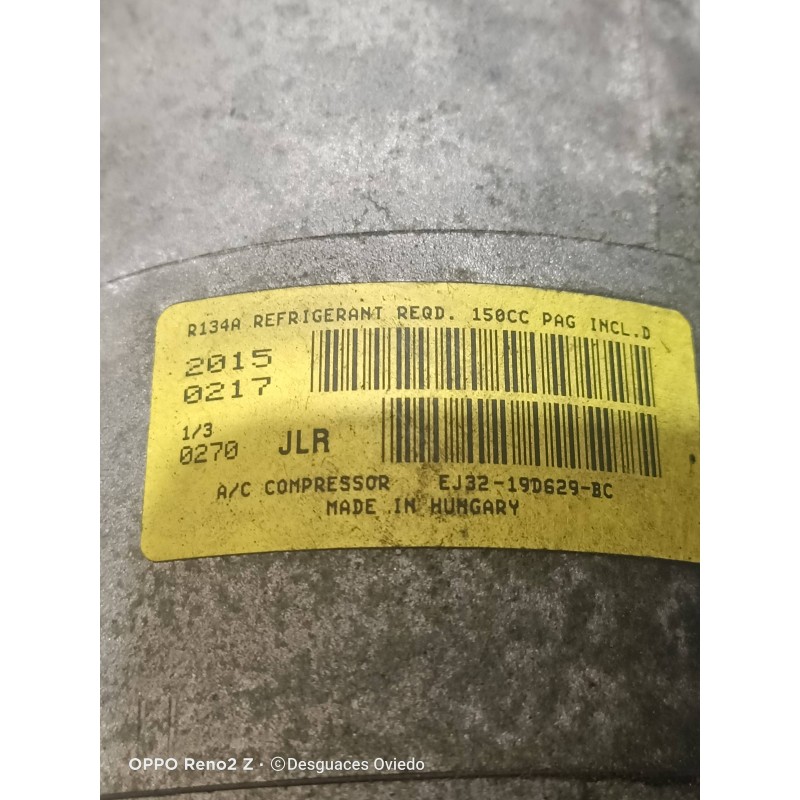 R134A REFRIGERANT REQD. 150CC PAG INCL.D
2015
0217
1/3
0270 JLR
A/C COMPRESSOR EJ32-19D629-BC
MADE IN HUNGARY
OPPO Reno2 Z · ©Desguaces Oviedo